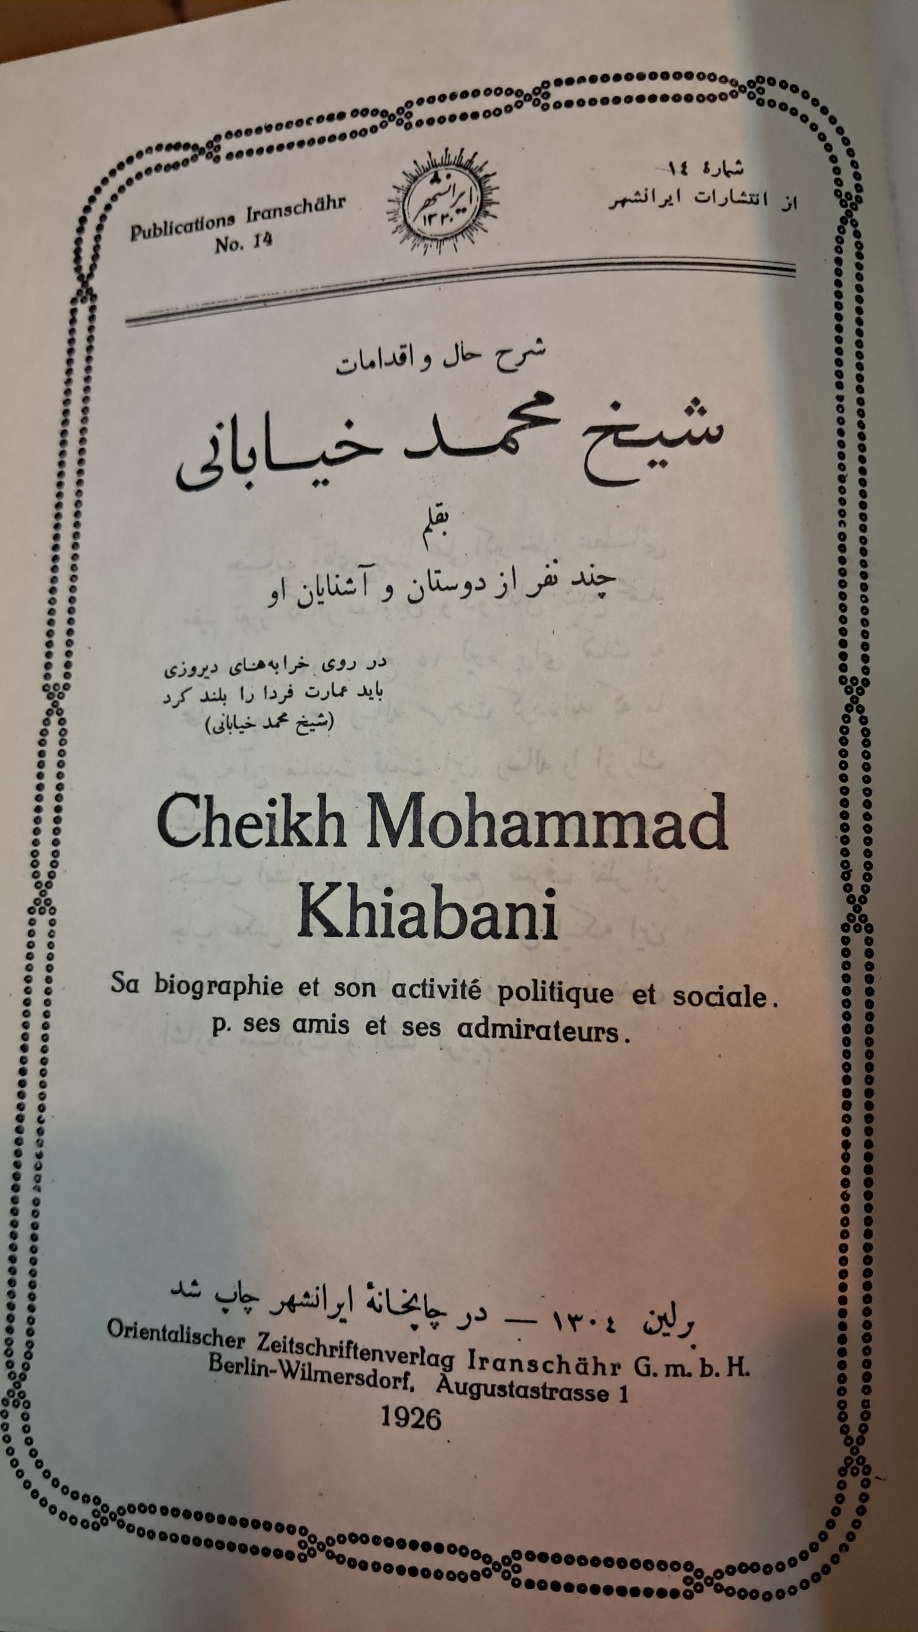 شمارهٔ ١٤
از انتشارات ایرانشهر
ایرانشهر
۱۳۴۰
Publications Iranschähr
No. 14
شرح حال و اقدامات
شیخ محمد خیابانی
بقلم
چند نفر از دوستان و آشنایان او
در روی خرابه‌های دیروزی
باید عمارت فردا را بلند کرد
(شیخ محمد خیابانی)
Cheikh Mohammad
Khiabani
Sa biographie et son activité politique et sociale.
p. ses amis et ses admirateurs.
برلین ١٣٠٤ — در چاپخانهٔ ایرانشهر چاپ شد
Orientalischer Zeitschriftenverlag Iranschähr G. m. b. H.
Berlin-Wilmersdorf, Augustastrasse 1
1926